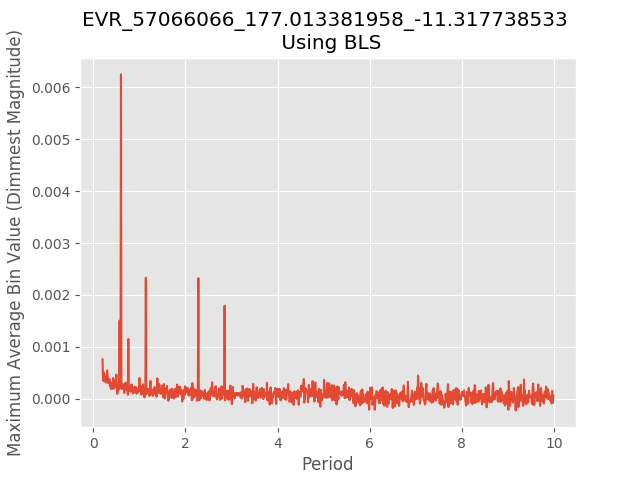 EVR_57066066_177.013381958_-11.317738533
Using BLS
Maximum Average Bin Value (Dimmest Magnitude)
0.006
0.005
0.004
0.003
0.002
0.001
0.000
0 2 4 6 8 10
Period